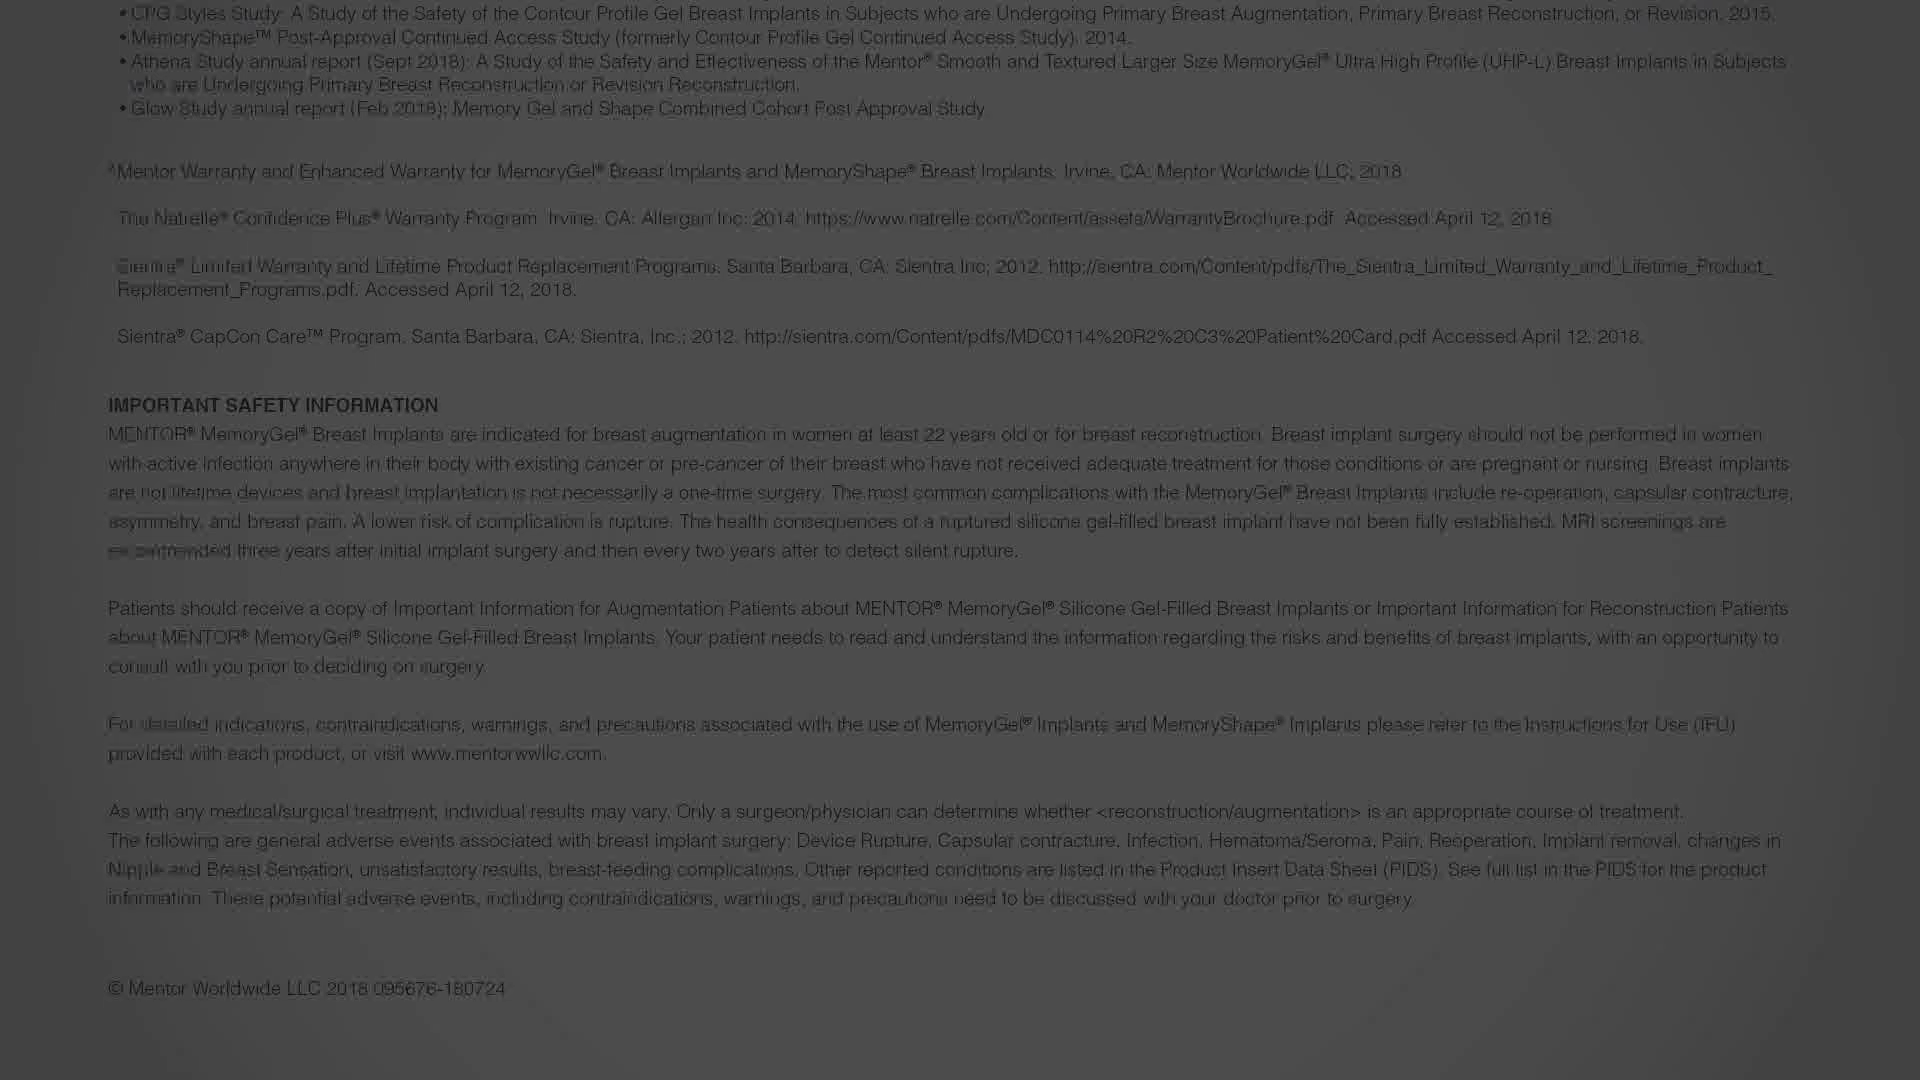 • CPG Styles Study: A Study of the Safety of the Contour Profile Gel Breast Implants in Subjects who are Undergoing Primary Breast Augmentation, Primary Breast Reconstruction, or Revision. 2015.
• MemoryShape™ Post-Approval Continued Access Study (formerly Contour Profile Gel Continued Access Study). 2014.
• Athena Study annual report (Sept 2018): A Study of the Safety and Effectiveness of the Mentor® Smooth and Textured Larger Size MemoryGel® Ultra High Profile (UHP-L) Breast Implants in Subjects
who are Undergoing Primary Breast Reconstruction or Revision Reconstruction.
• Glow Study annual report (Feb 2018): Memory Gel and Shape Combined Cohort Post Approval Study
^Mentor Warranty and Enhanced Warranty for MemoryGel® Breast Implants and MemoryShape® Breast Implants. Irvine, CA: Mentor Worldwide LLC; 2018
The Natrelle® Confidence Plus® Warranty Program. Irvine, CA: Allergan Inc: 2014. https://www.natrelle.com/Content/assets/WarrantyBrochure.pdf. Accessed April 12, 2018.
Sientra® Limited Warranty and Lifetime Product Replacement Programs. Santa Barbara, CA: Sientra Inc; 2012. http://sientra.com/Content/pdfs/The_Sientra_Limited_Warranty_and_Lifetime_Product_
Replacement_Programs.pdf. Accessed April 12, 2018.
Sientra® CapCon Care™ Program. Santa Barbara, CA: Sientra, Inc.; 2012. http://sientra.com/Content/pdfs/MDC0114%20R2%20C3%20Patient%20Card.pdf Accessed April 12, 2018.
IMPORTANT SAFETY INFORMATION
MENTOR® MemoryGel® Breast Implants are indicated for breast augmentation in women at least 22 years old or for breast reconstruction. Breast implant surgery should not be performed in women
with active infection anywhere in their body with existing cancer or pre-cancer of their breast who have not received adequate treatment for those conditions or are pregnant or nursing. Breast implants
are not lifetime devices and breast implantation is not necessarily a one-time surgery. The most common complications with the MemoryGel® Breast Implants include re-operation, capsular contracture,
asymmetry, and breast pain. A lower risk of complication is rupture. The health consequences of a ruptured silicone gel-filled breast implant have not been fully established. MRI screenings are
recommended three years after initial implant surgery and then every two years after to detect silent rupture.
Patients should receive a copy of Important Information for Augmentation Patients about MENTOR® MemoryGel® Silicone Gel-Filled Breast Implants or Important Information for Reconstruction Patients
about MENTOR® MemoryGel® Silicone Gel-Filled Breast Implants. Your patient needs to read and understand the information regarding the risks and benefits of breast implants, with an opportunity to
consult with you prior to deciding on surgery.
For detailed indications, contraindications, warnings, and precautions associated with the use of MemoryGel® Implants and MemoryShape® Implants please refer to the Instructions for Use (IFU)
provided with each product, or visit www.mentorwwllc.com.
As with any medical/surgical treatment, individual results may vary. Only a surgeon/physician can determine whether <reconstruction/augmentation> is an appropriate course of treatment.
The following are general adverse events associated with breast implant surgery: Device Rupture, Capsular contracture, Infection, Hematoma/Seroma, Pain, Reoperation, Implant removal, changes in
Nipple and Breast Sensation, unsatisfactory results, breast-feeding complications. Other reported conditions are listed in the Product Insert Data Sheet (PIDS). See full list in the PIDS for the product
information. These potential adverse events, including contraindications, warnings, and precautions need to be discussed with your doctor prior to surgery.
© Mentor Worldwide LLC 2018 095676-180724